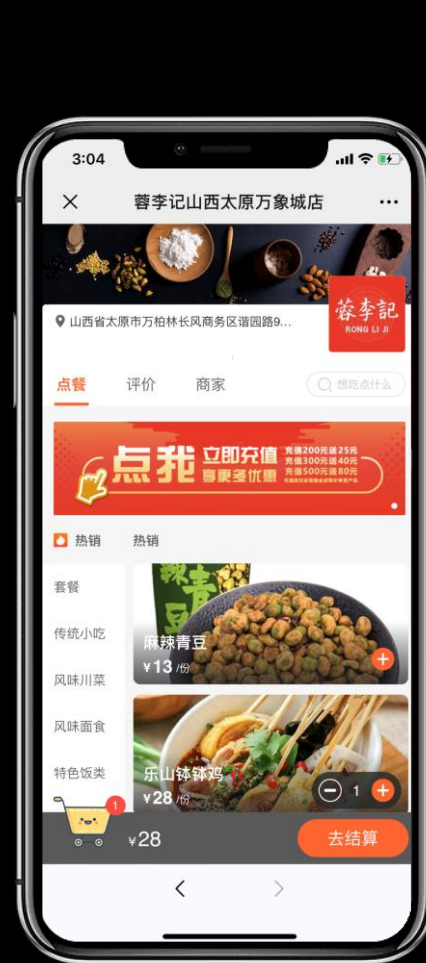 3:04
蓉李记山西太原万象城店
山西省太原市万柏林长风商务区谐园路9...
蓉李記
RONG LI JI
点餐 评价 商家 想吃点什么
点我 立即充值 享更多优惠
充值200元送25元
充值300元送40元
充值500元送80元
热销 热销
套餐
传统小吃
风味川菜
风味面食
特色饭类
辣青豆
麻辣青豆
¥13 /份
乐山钵钵鸡
¥28 /份
1
1
¥28
去结算